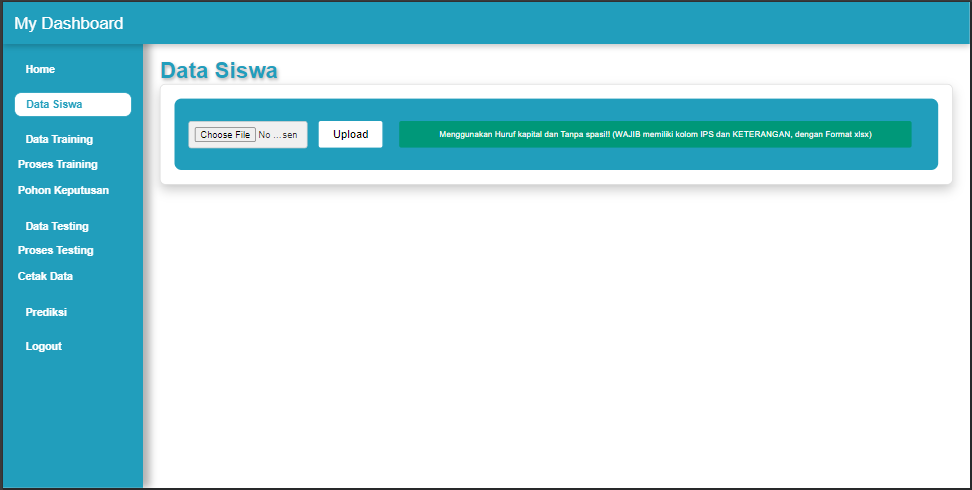 My Dashboard
Home
Data Siswa
Data Training
Proses Training
Pohon Keputusan
Data Testing
Proses Testing
Cetak Data
Prediksi
Logout
Data Siswa
Choose File No ...sen
Upload
Menggunakan Huruf kapital dan Tanpa spasi!! (WAJIB memiliki kolom IPS dan KETERANGAN, dengan Format xlsx)